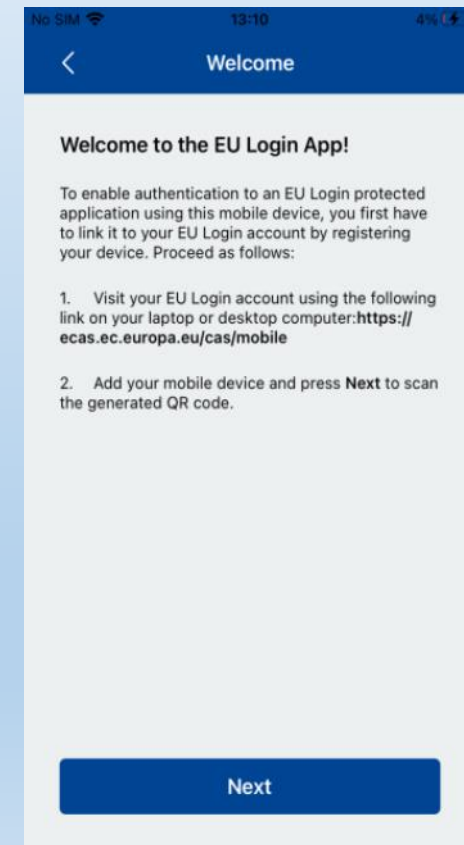 No SIM 13:10 4%
Welcome
Welcome to the EU Login App!
To enable authentication to an EU Login protected
application using this mobile device, you first have
to link it to your EU Login account by registering
your device. Proceed as follows:
1. Visit your EU Login account using the following
link on your laptop or desktop computer:https://
ecas.ec.europa.eu/cas/mobile
2. Add your mobile device and press Next to scan
the generated QR code.
Next